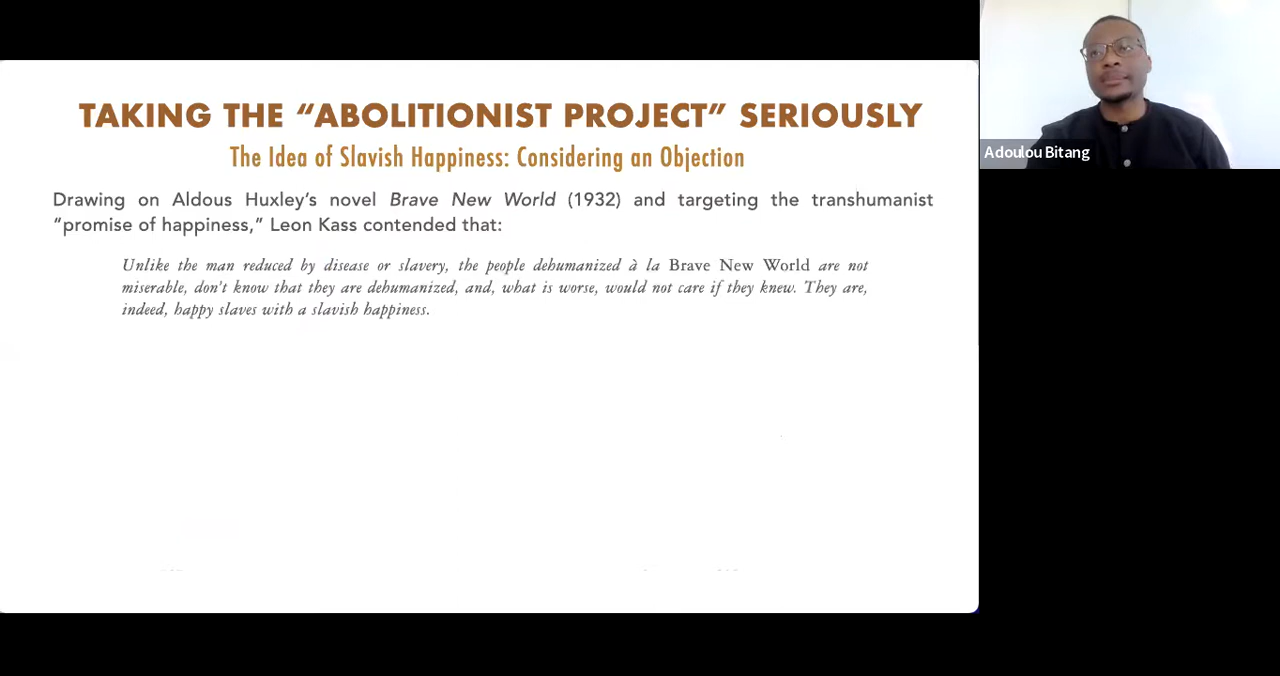 TAKING THE “ABOLITIONIST PROJECT” SERIOUSLY
The Idea of Slavish Happiness: Considering an Objection
Drawing on Aldous Huxley’s novel Brave New World (1932) and targeting the transhumanist
“promise of happiness,” Leon Kass contended that:
Unlike the man reduced by disease or slavery, the people dehumanized à la Brave New World are not
miserable, don’t know that they are dehumanized, and, what is worse, would not care if they knew. They are,
indeed, happy slaves with a slavish happiness.
Adoulou Bitang